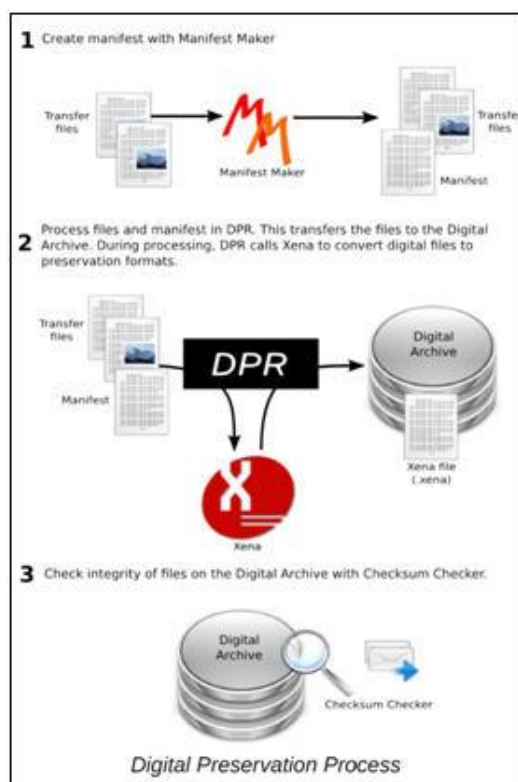 1 Create manifest with Manifest Maker
Transfer
files
Manifest Maker
Transfer
files
Manifest
2 Process files and manifest in DPR. This transfers the files to the Digital
Archive. During processing, DPR calls Xena to convert digital files to
preservation formats.
Transfer
files
Manifest
DPR
Digital
Archive
Xena file
(.xena)
X
Xena
3 Check integrity of files on the Digital Archive with Checksum Checker.
Digital
Archive
Checksum Checker
Digital Preservation Process